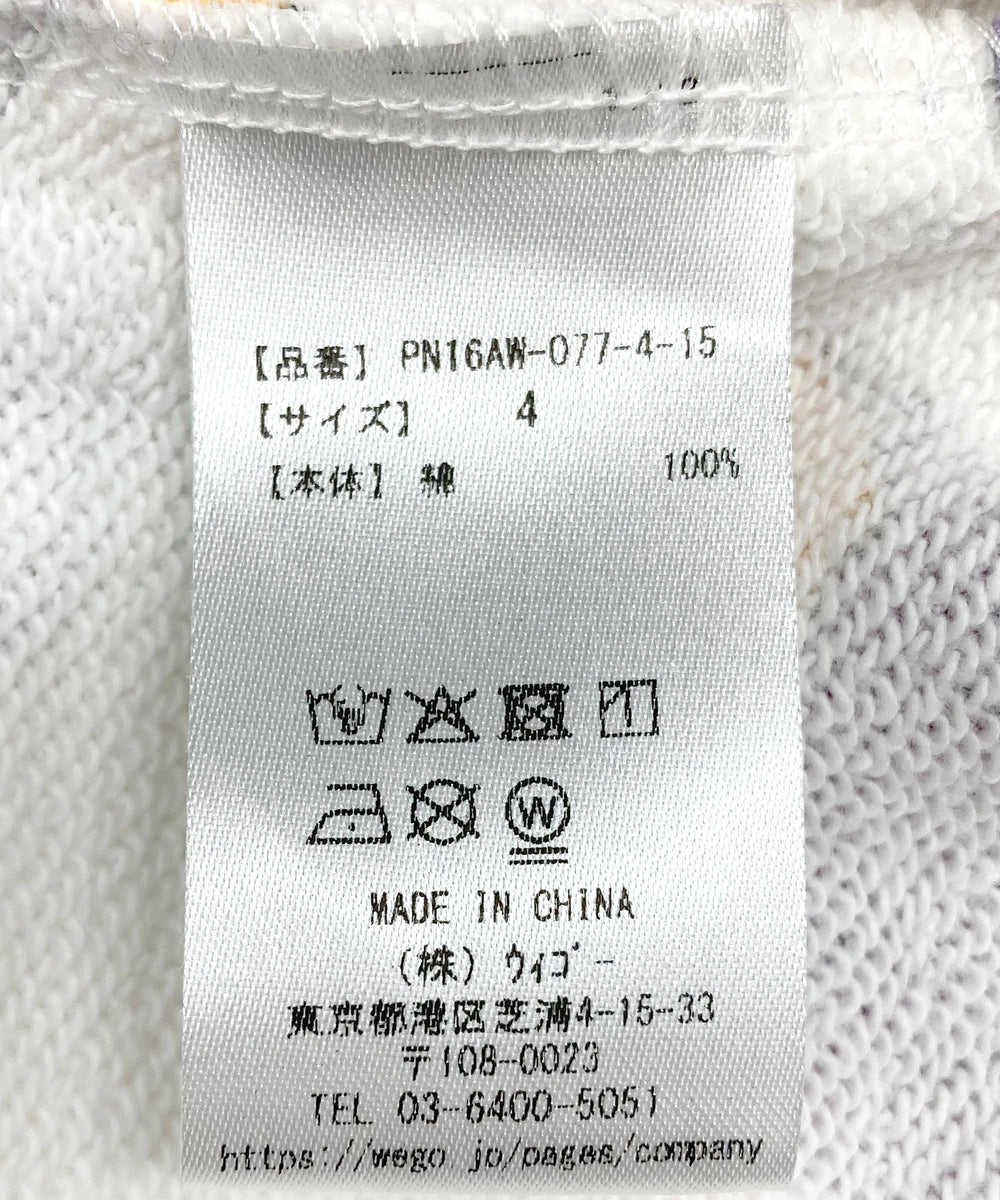 【品番】 PN16AW-077-4-15
【サイズ】 4
【本体】 綿 100%
W
MADE IN CHINA
(株) ウィゴー
東京都港区芝浦4-15-33
〒108-0023
TEL 03-6400-5051
https://wego.jp/pages/company